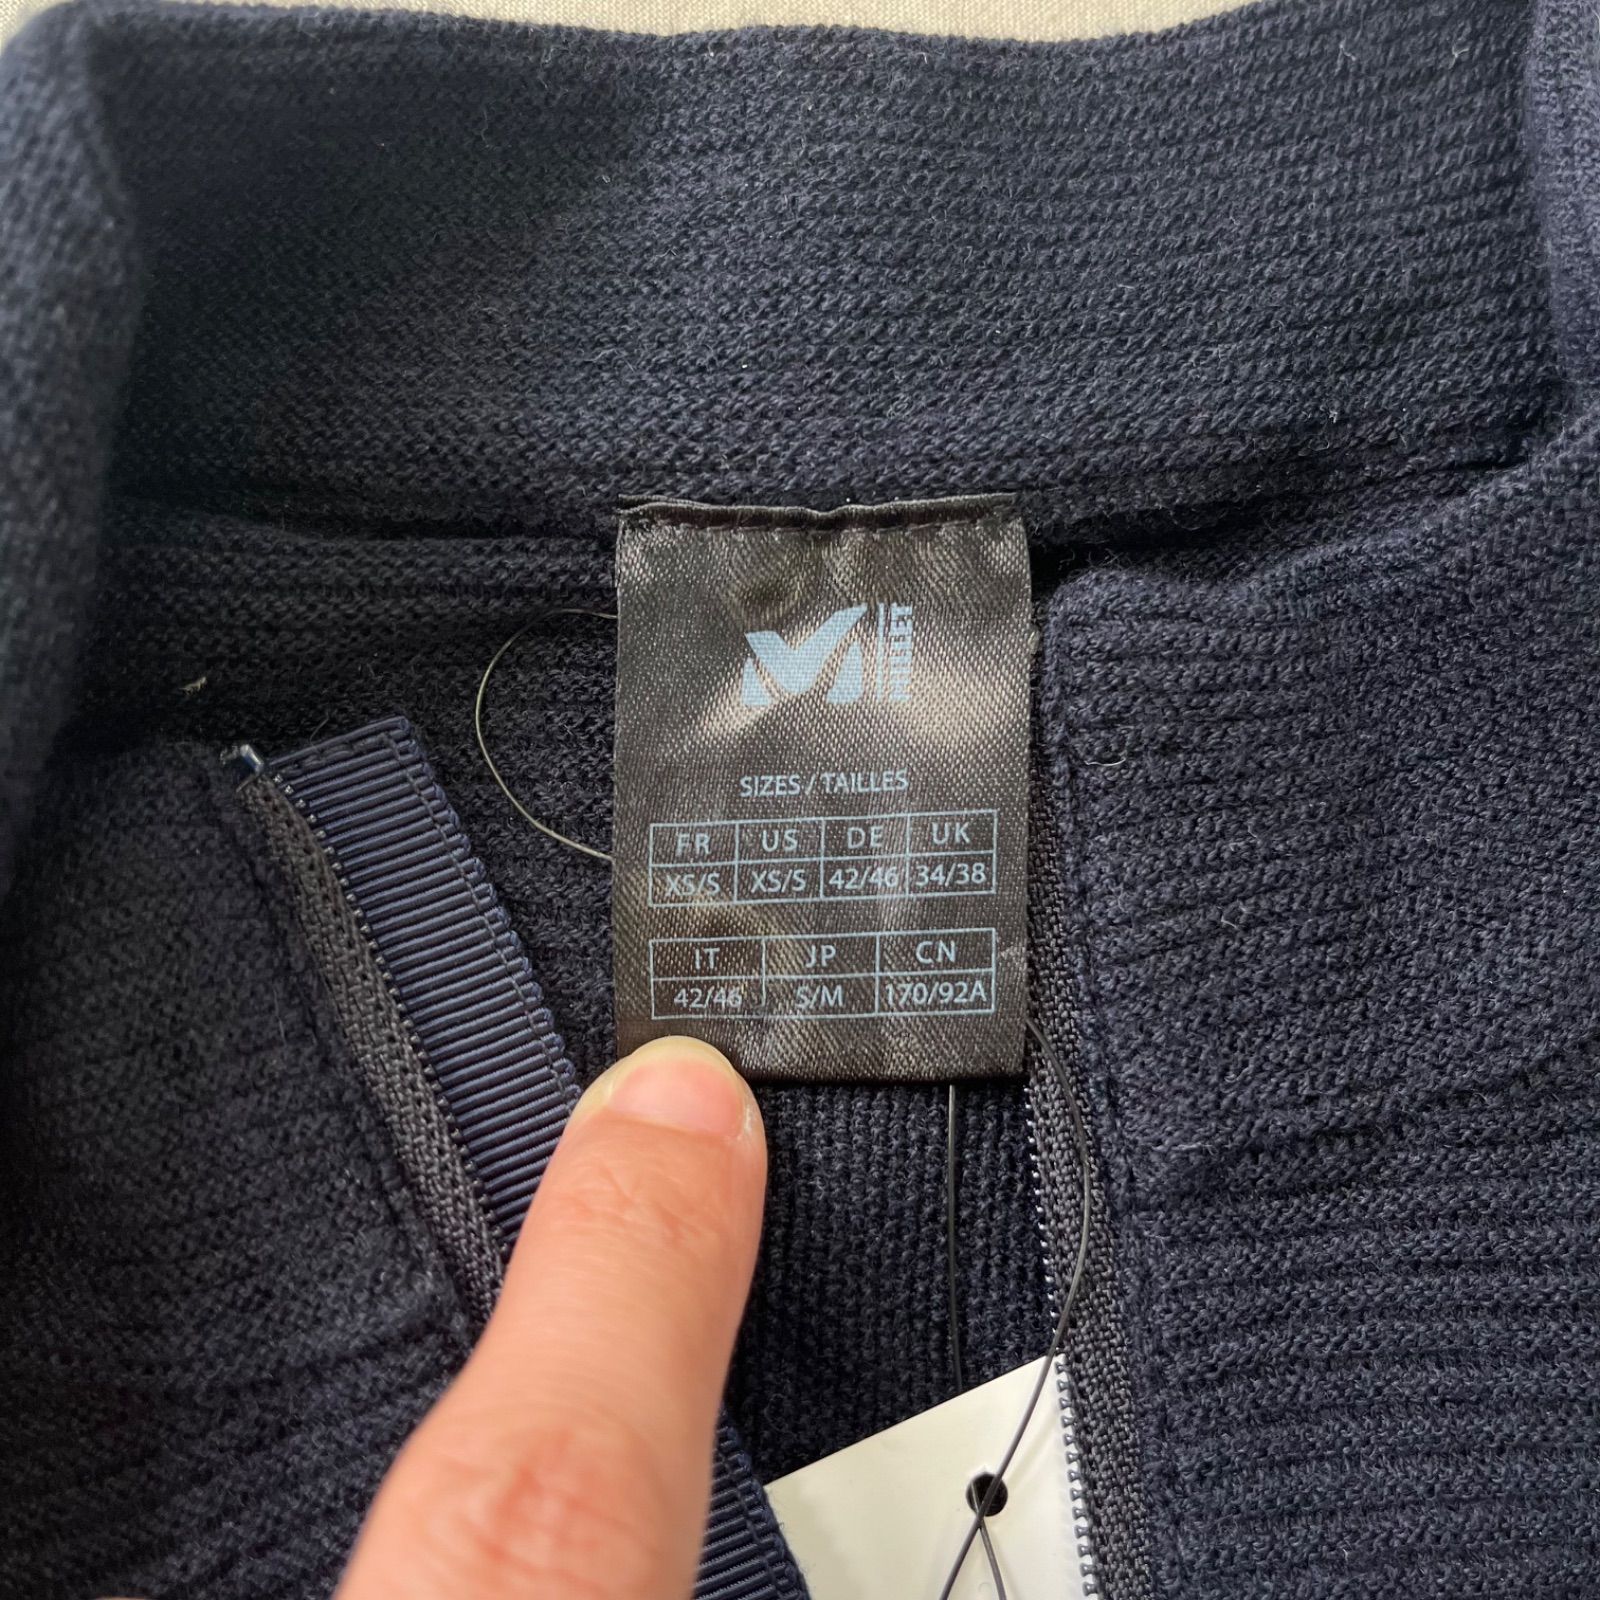 MILLET
SIZES / TAILLES
FR US DE UK
XS/S XS/S 42/46 34/38
IT JP CN
42/46 S/M 170/92A